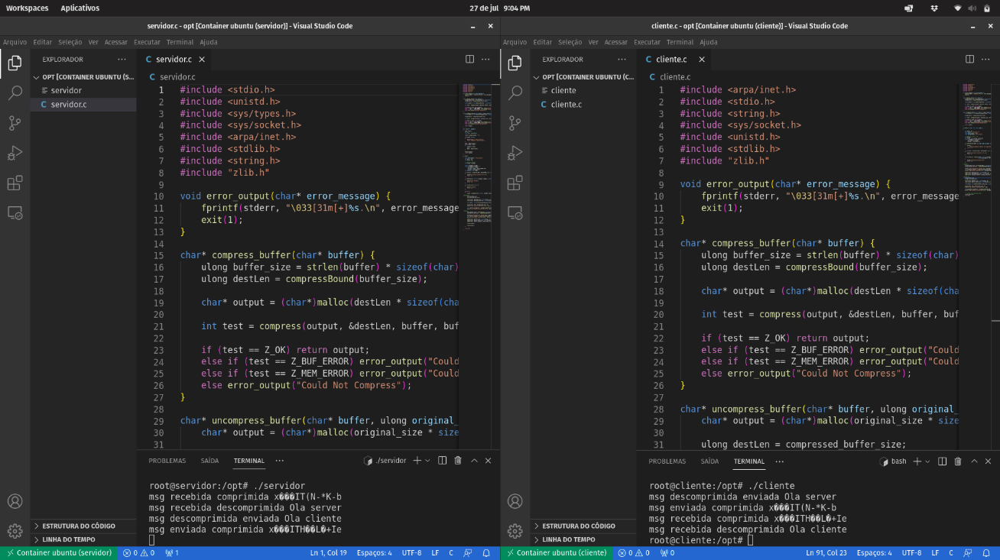 Workspaces Aplicativos 27 de jul 9:04 PM
servidor.c - opt [Container ubuntu (servidor)] - Visual Studio Code
Arquivo Editar Seleção Ver Acessar Executar Terminal Ajuda
EXPLORADOR
OPT [CONTAINER UBUNTU (S...
servidor
servidor.c
servidor.c
servidor.c
1 #include <stdio.h>
2 #include <unistd.h>
3 #include <sys/types.h>
4 #include <sys/socket.h>
5 #include <arpa/inet.h>
6 #include <stdlib.h>
7 #include <string.h>
8 #include "zlib.h"
9
10 void error_output(char* error_message) {
11 fprintf(stderr, "\033[31m[+]%s.\n", error_message
12 exit(1);
13 }
14
15 char* compress_buffer(char* buffer) {
16 ulong buffer_size = strlen(buffer) * sizeof(char)
17 ulong destLen = compressBound(buffer_size);
18
19 char* output = (char*)malloc(destLen * sizeof(cha
20
21 int test = compress(output, &destLen, buffer, buf
22
23 if (test == Z_OK) return output;
24 else if (test == Z_BUF_ERROR) error_output("Could
25 else if (test == Z_MEM_ERROR) error_output("Could
26 else error_output("Could Not Compress");
27 }
28
29 char* uncompress_buffer(char* buffer, ulong original_
30 char* output = (char*)malloc(original_size * size
31
PROBLEMAS SAÍDA TERMINAL ./servidor
root@servidor:/opt# ./servidor
msg recebida comprimida x���IT(N-*K-b
msg recebida descomprimida Ola server
msg descomprimida enviada Ola cliente
msg enviada comprimida x���ITH��L�+Ie
ESTRUTURA DO CÓDIGO
LINHA DO TEMPO
Container ubuntu (servidor) 0 0 1 Ln 1, Col 19 Espaços: 4 UTF-8 LF C
cliente.c - opt [Container ubuntu (cliente)] - Visual Studio Code
Arquivo Editar Seleção Ver Acessar Executar Terminal Ajuda
EXPLORADOR
OPT [CONTAINER UBUNTU (C...
cliente
cliente.c
cliente.c
cliente.c
1 #include <arpa/inet.h>
2 #include <stdio.h>
3 #include <string.h>
4 #include <sys/socket.h>
5 #include <unistd.h>
6 #include <stdlib.h>
7 #include "zlib.h"
8
9 void error_output(char* error_message) {
10 fprintf(stderr, "\033[31m[+]%s.\n", error_messag
11 exit(1);
12 }
13
14 char* compress_buffer(char* buffer) {
15 ulong buffer_size = strlen(buffer) * sizeof(char)
16 ulong destLen = compressBound(buffer_size);
17
18 char* output = (char*)malloc(destLen * sizeof(cha
19
20 int test = compress(output, &destLen, buffer, buf
21
22 if (test == Z_OK) return output;
23 else if (test == Z_BUF_ERROR) error_output("Could
24 else if (test == Z_MEM_ERROR) error_output("Could
25 else error_output("Could Not Compress");
26 }
27
28 char* uncompress_buffer(char* buffer, ulong original_
29 char* output = (char*)malloc(original_size * size
30
31 ulong destLen = compressed_buffer_size;
PROBLEMAS SAÍDA TERMINAL bash
root@cliente:/opt# ./cliente
msg descomprimida enviada Ola server
msg enviada comprimida x���IT(N-*K-b
msg recebida comprimida x���ITH��L�+Ie
msg recebida descomprimida Ola cliente
root@cliente:/opt#
ESTRUTURA DO CÓDIGO
LINHA DO TEMPO
Container ubuntu (cliente) 0 0 0 Ln 91, Col 23 Espaços: 4 UTF-8 LF C